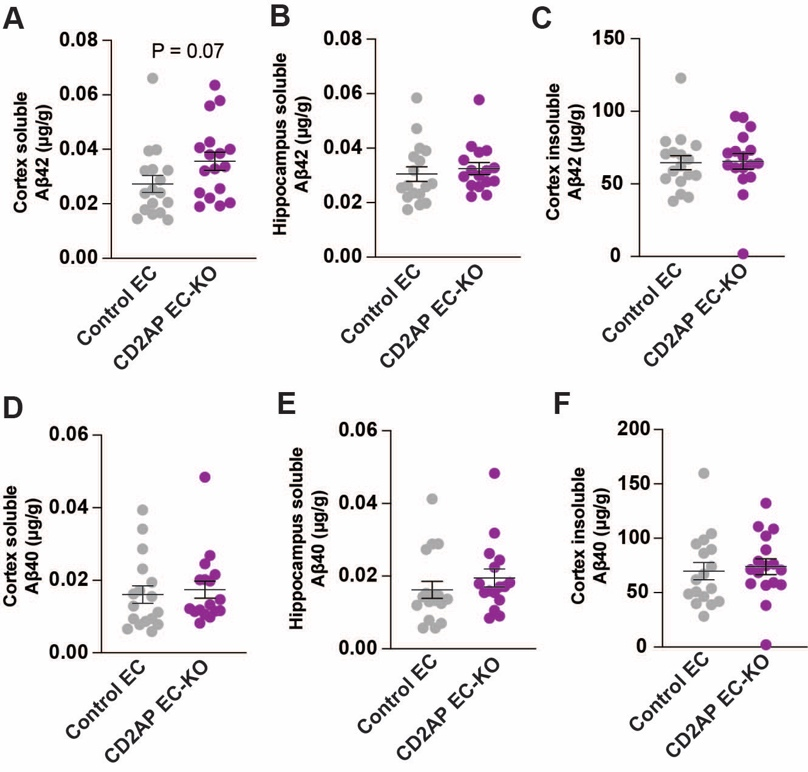 A
Cortex soluble
Aβ42 (µg/g)
0.08
0.06
0.04
0.02
0.00
P = 0.07
Control EC
CD2AP EC-KO
B
Hippocampus soluble
Aβ42 (µg/g)
0.08
0.06
0.04
0.02
0.00
Control EC
CD2AP EC-KO
C
Cortex insoluble
Aβ42 (µg/g)
150
100
50
0
Control EC
CD2AP EC-KO
D
Cortex soluble
Aβ40 (µg/g)
0.06
0.04
0.02
0.00
Control EC
CD2AP EC-KO
E
Hippocampus soluble
Aβ40 (µg/g)
0.06
0.04
0.02
0.00
Control EC
CD2AP EC-KO
F
Cortex insoluble
Aβ40 (µg/g)
200
150
100
50
0
Control EC
CD2AP EC-KO